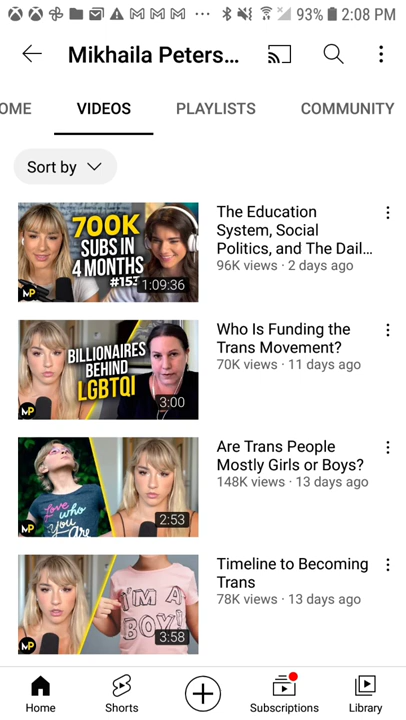 93% 2:08 PM
Mikhaila Peters...
OME VIDEOS PLAYLISTS COMMUNITY
Sort by
700K
SUBS IN
4 MONTHS
#153
1:09:36
MP
The Education
System, Social
Politics, and The Dail...
96K views · 2 days ago
BILLIONAIRES
BEHIND
LGBTQI
3:00
MP
Who Is Funding the
Trans Movement?
70K views · 11 days ago
Love
who
you
Are
2:53
MP
Are Trans People
Mostly Girls or Boys?
148K views · 13 days ago
I'M A
BOY!
3:58
MP
Timeline to Becoming
Trans
78K views · 13 days ago
Home Shorts Subscriptions Library